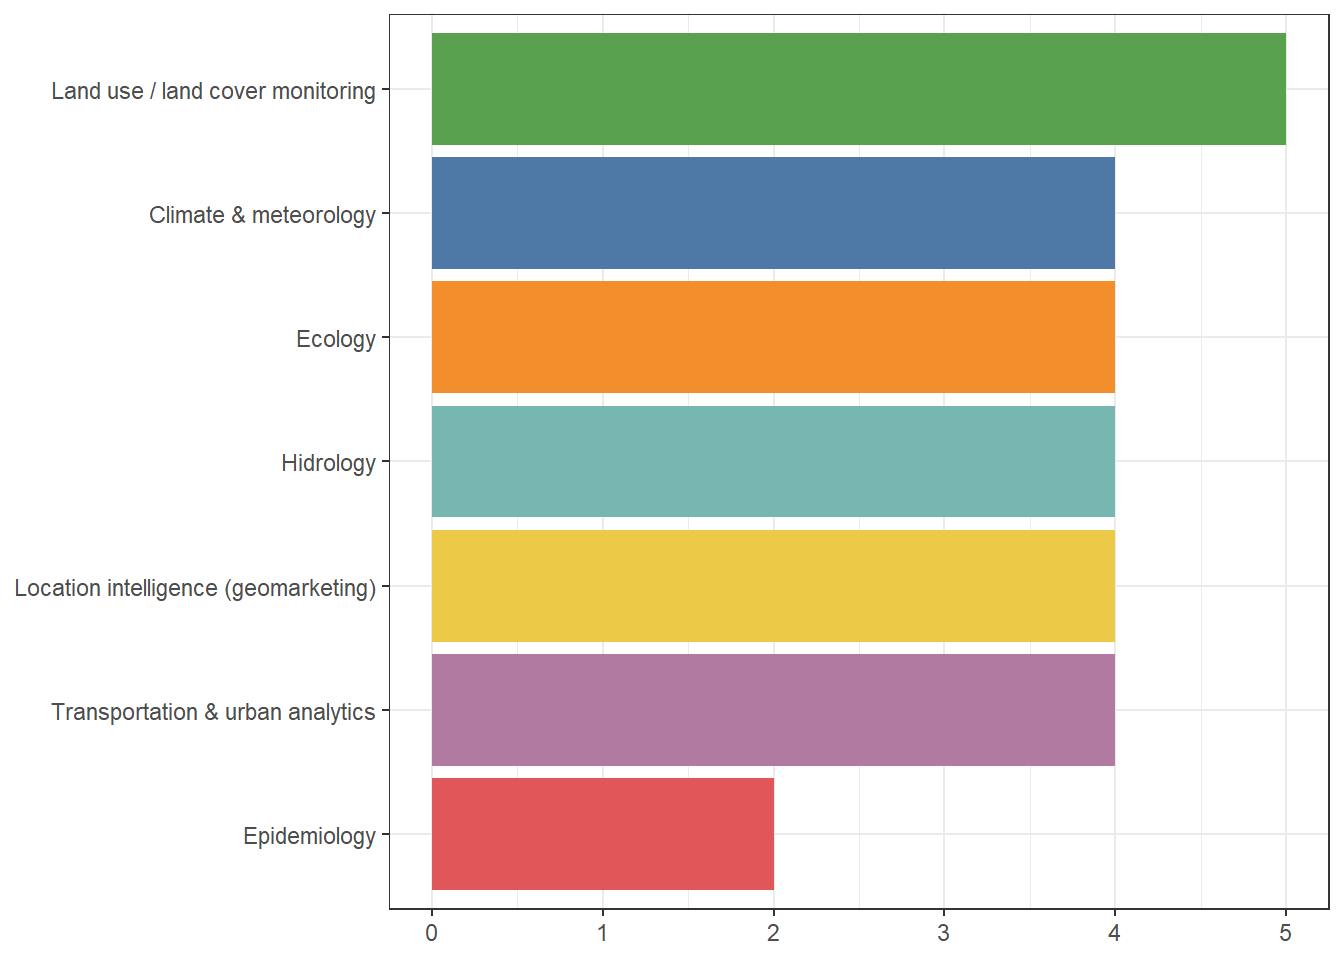 Land use / land cover monitoring
Climate & meteorology
Ecology
Hidrology
Location intelligence (geomarketing)
Transportation & urban analytics
Epidemiology
0 1 2 3 4 5